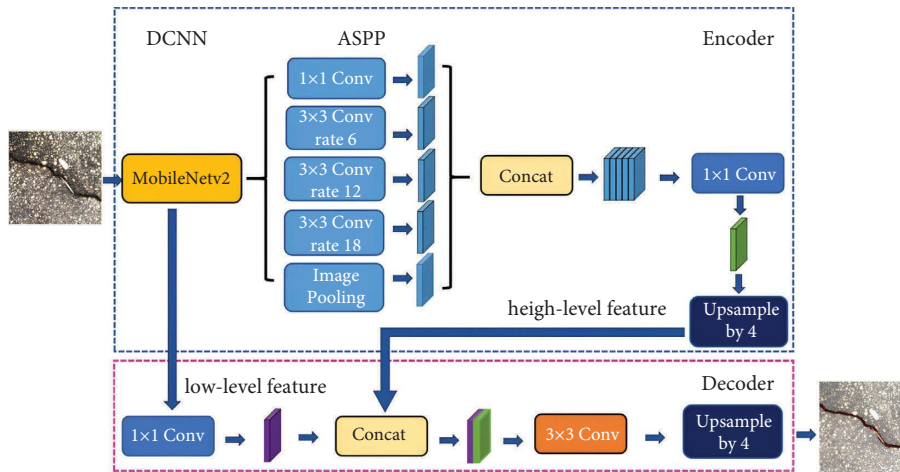 DCNN
ASPP
Encoder
1×1 Conv
3×3 Conv
rate 6
MobileNetv2
3×3 Conv
rate 12
Concat
1×1 Conv
3×3 Conv
rate 18
Image
Pooling
heigh-level feature
Upsample
by 4
low-level feature
Decoder
1×1 Conv
Concat
3×3 Conv
Upsample
by 4